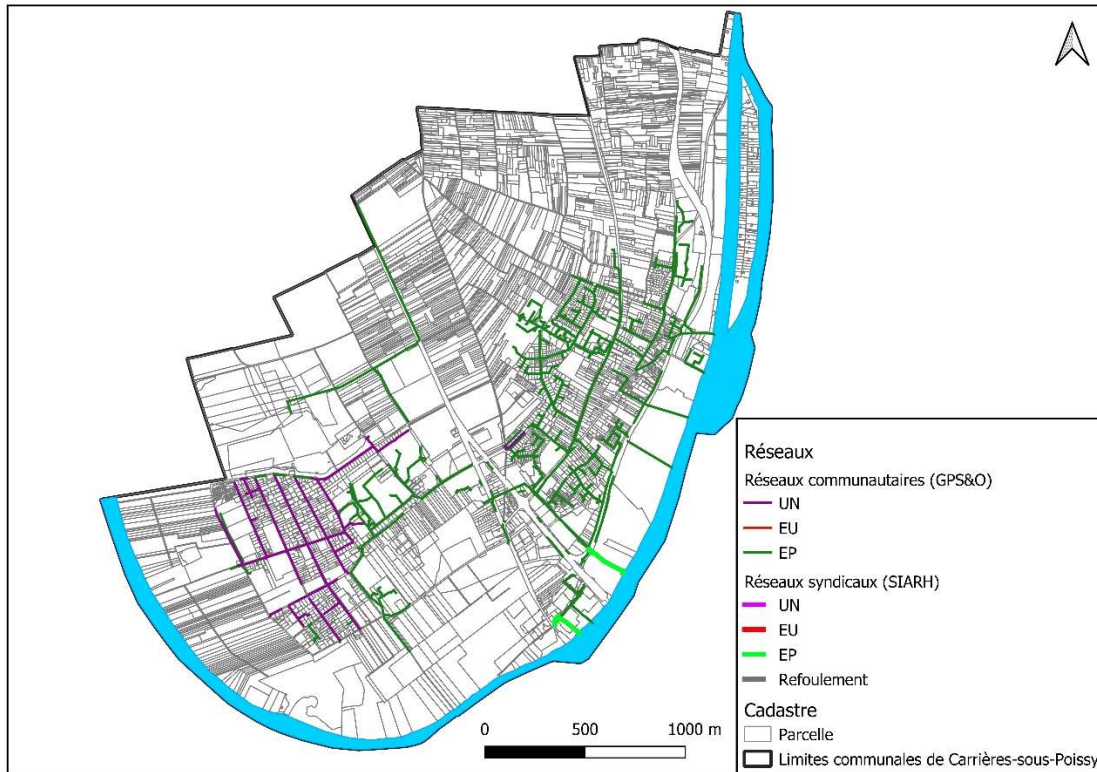 Réseaux
Réseaux communautaires (GPS&O)
UN
EU
EP
Réseaux syndicaux (SIARH)
UN
EU
EP
Refoulement
Cadastre
Parcelle
Limites communales de Carrières-sous-Poissy
0 500 1000 m